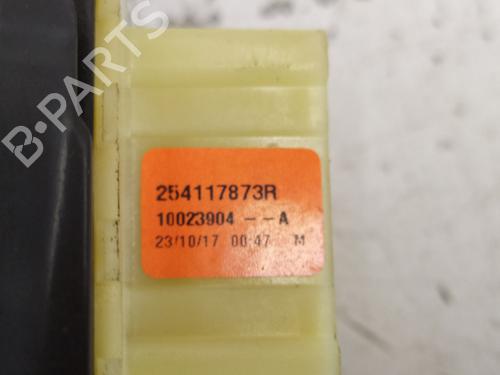 B-PARTS
254117873R
10023904 - - A
23/10/17 00:47 M